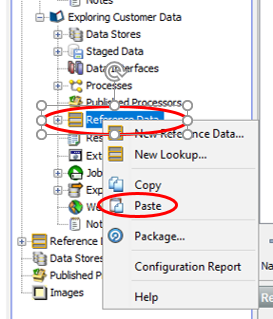 Notes
Exploring Customer Data
Data Stores
Staged Data
Data Interfaces
Processes
Published Processors
Reference Data
New Reference Data...
New Lookup...
Copy
Paste
Package...
Configuration Report
Help
Res
Exte
Job
Exp
We
Not
Reference
Data Stores
Published P
Images
Na
Re